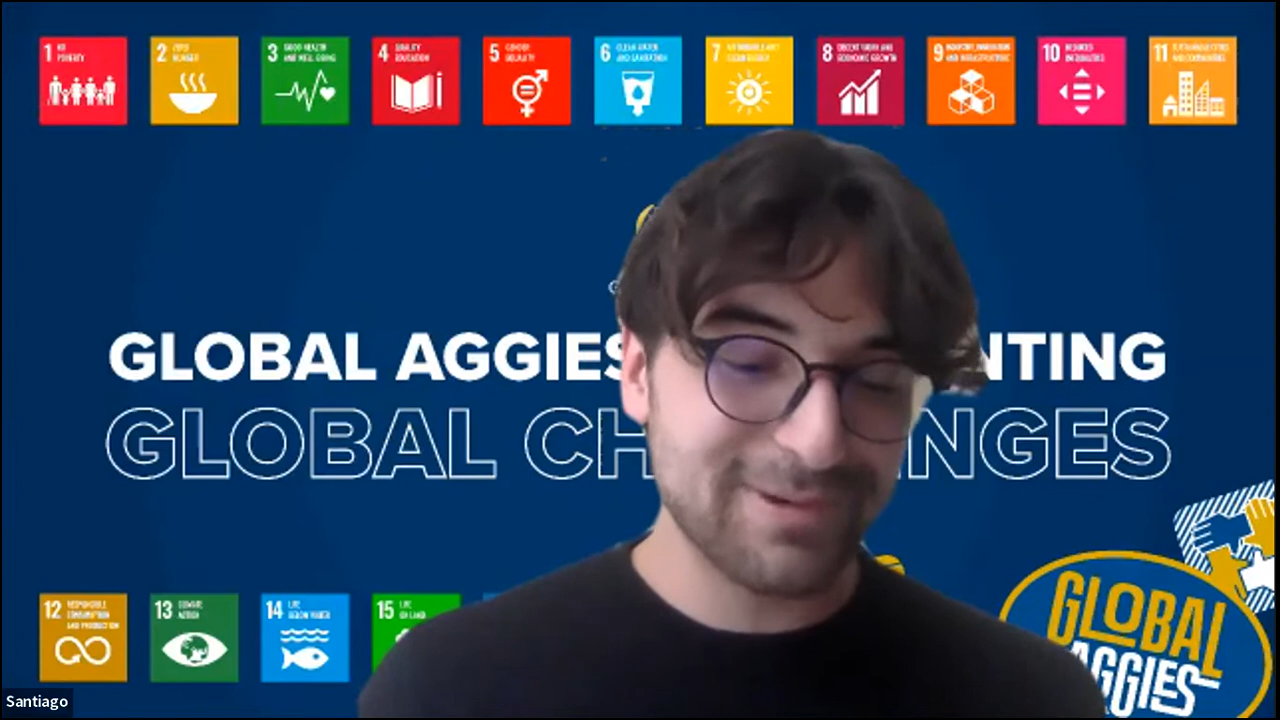 1 NO POVERTY
2 ZERO HUNGER
3 GOOD HEALTH AND WELL-BEING
4 QUALITY EDUCATION
5 GENDER EQUALITY
6 CLEAN WATER AND SANITATION
7 AFFORDABLE AND CLEAN ENERGY
8 DECENT WORK AND ECONOMIC GROWTH
9 INDUSTRY, INNOVATION AND INFRASTRUCTURE
10 REDUCED INEQUALITIES
11 SUSTAINABLE CITIES AND COMMUNITIES
GLOBAL AGGIES NTING
GLOBAL CH NGES
12 RESPONSIBLE CONSUMPTION AND PRODUCTION
13 CLIMATE ACTION
14 LIFE BELOW WATER
15 LIFE ON LAND
GLOBAL
AGGIES
Santiago